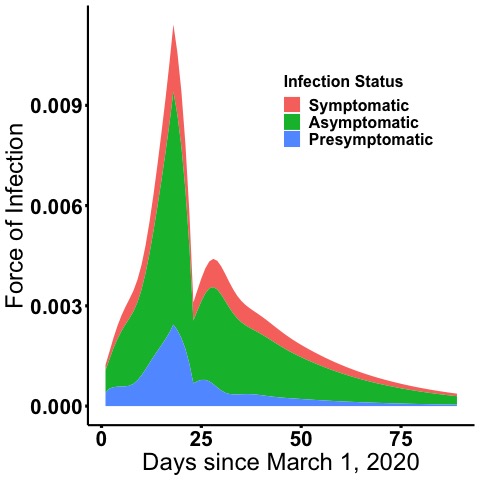 Infection Status
Symptomatic
Asymptomatic
Presymptomatic
Force of Infection
0.009
0.006
0.003
0.000
0 25 50 75
Days since March 1, 2020